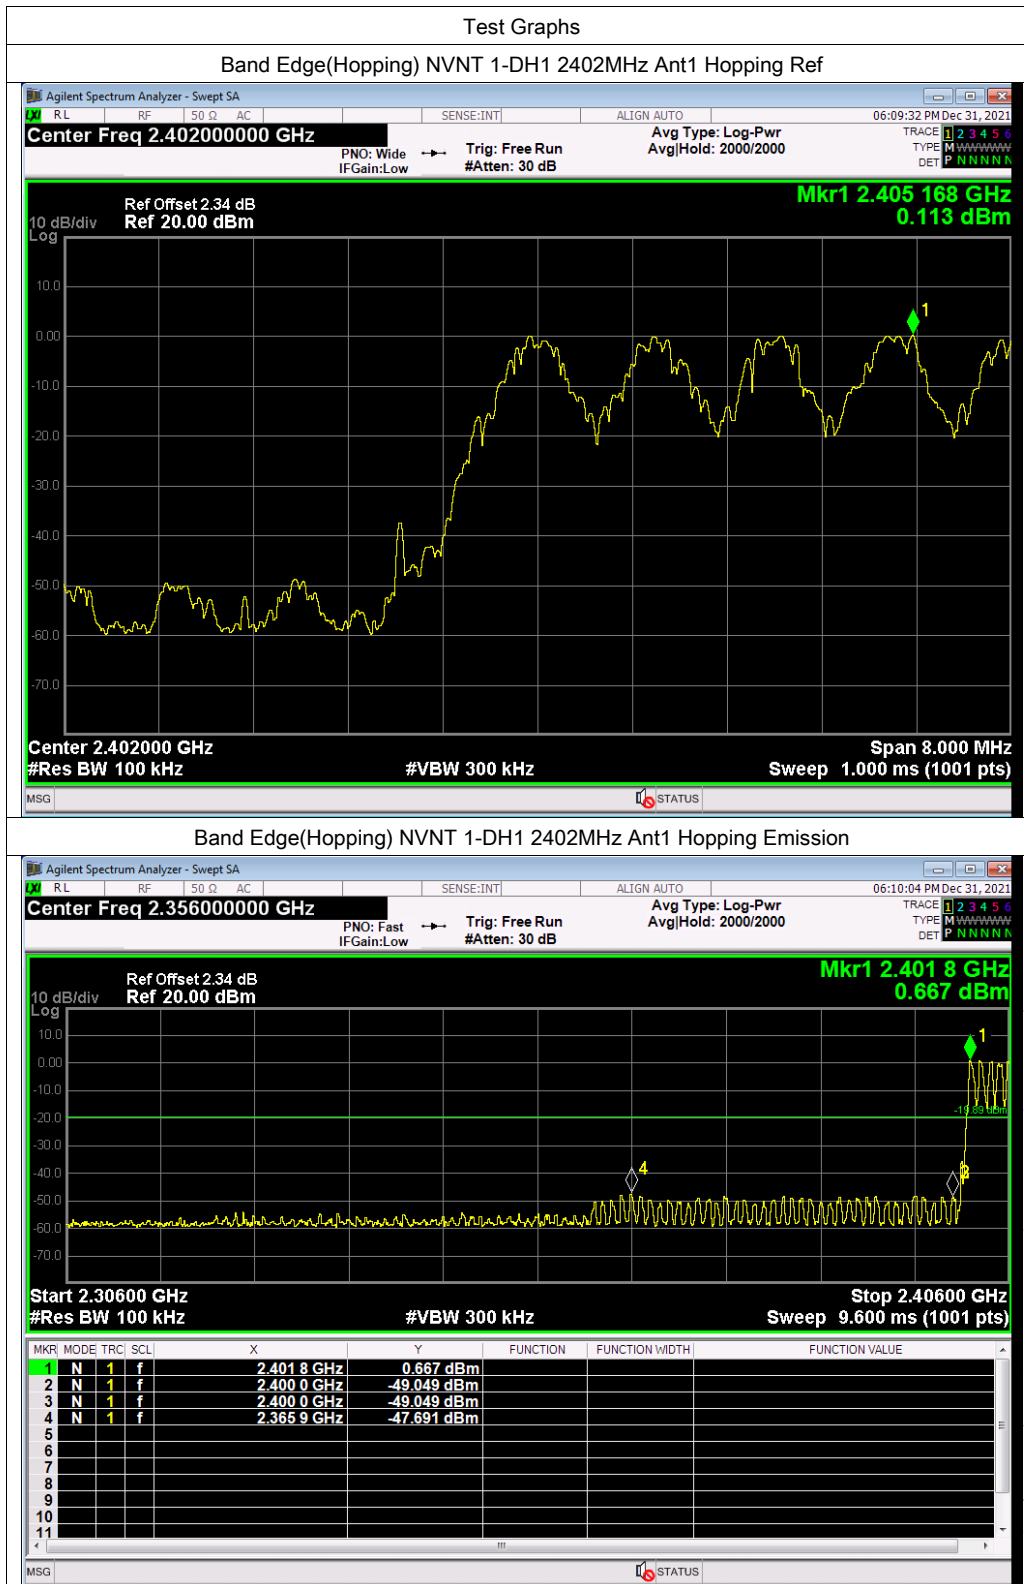 Test Graphs
Band Edge(Hopping) NVNT 1-DH1 2402MHz Ant1 Hopping Ref
Agilent Spectrum Analyzer - Swept SA
LXI RL RF 50 Ω AC SENSE:INT ALIGN AUTO 06:09:32 PM Dec 31, 2021
Center Freq 2.402000000 GHz Avg Type: Log-Pwr TRACE 1 2 3 4 5 6
PNO: Wide Trig: Free Run Avg|Hold: 2000/2000 TYPE M WWWWW
IFGain:Low #Atten: 30 dB DET P N N N N N
Mkr1 2.405 168 GHz
Ref Offset 2.34 dB
10 dB/div Ref 20.00 dBm 0.113 dBm
Log
10.0
1
0.00
-10.0
-20.0
-30.0
-40.0
-50.0
-60.0
-70.0
Center 2.402000 GHz Span 8.000 MHz
#Res BW 100 kHz #VBW 300 kHz Sweep 1.000 ms (1001 pts)
MSG STATUS
Band Edge(Hopping) NVNT 1-DH1 2402MHz Ant1 Hopping Emission
Agilent Spectrum Analyzer - Swept SA
LXI RL RF 50 Ω AC SENSE:INT ALIGN AUTO 06:10:04 PM Dec 31, 2021
Center Freq 2.356000000 GHz Avg Type: Log-Pwr TRACE 1 2 3 4 5 6
PNO: Fast Trig: Free Run Avg|Hold: 2000/2000 TYPE M WWWWW
IFGain:Low #Atten: 30 dB DET P N N N N N
Mkr1 2.401 8 GHz
Ref Offset 2.34 dB
10 dB/div Ref 20.00 dBm 0.667 dBm
Log
10.0
1
0.00
-10.0
-20.0
-19.89 dBm
-30.0
-40.0
4
-50.0
-60.0
-70.0
Start 2.30600 GHz Stop 2.40600 GHz
#Res BW 100 kHz #VBW 300 kHz Sweep 9.600 ms (1001 pts)
MKR MODE TRC SCL X Y FUNCTION FUNCTION WIDTH FUNCTION VALUE
1 N 1 f 2.401 8 GHz 0.667 dBm
2 N 1 f 2.400 0 GHz -49.049 dBm
3 N 1 f 2.400 0 GHz -49.049 dBm
4 N 1 f 2.365 9 GHz -47.691 dBm
5
6
7
8
9
10
11
MSG STATUS